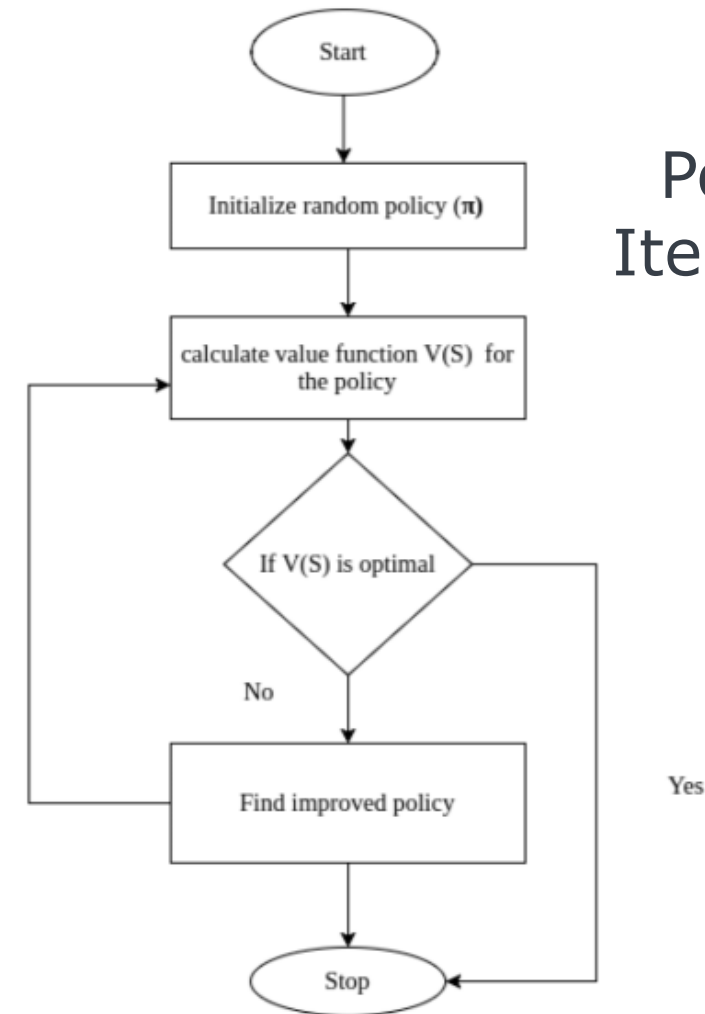 Start
Initialize random policy (π)
calculate value function V(S) for
the policy
If V(S) is optimal
No
Find improved policy
Yes
Stop